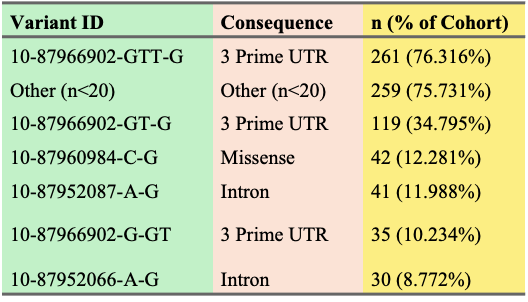 Variant ID Consequence n (% of Cohort)
10-87966902-GTT-G 3 Prime UTR 261 (76.316%)
Other (n<20) Other (n<20) 259 (75.731%)
10-87966902-GT-G 3 Prime UTR 119 (34.795%)
10-87960984-C-G Missense 42 (12.281%)
10-87952087-A-G Intron 41 (11.988%)
10-87966902-G-GT 3 Prime UTR 35 (10.234%)
10-87952066-A-G Intron 30 (8.772%)